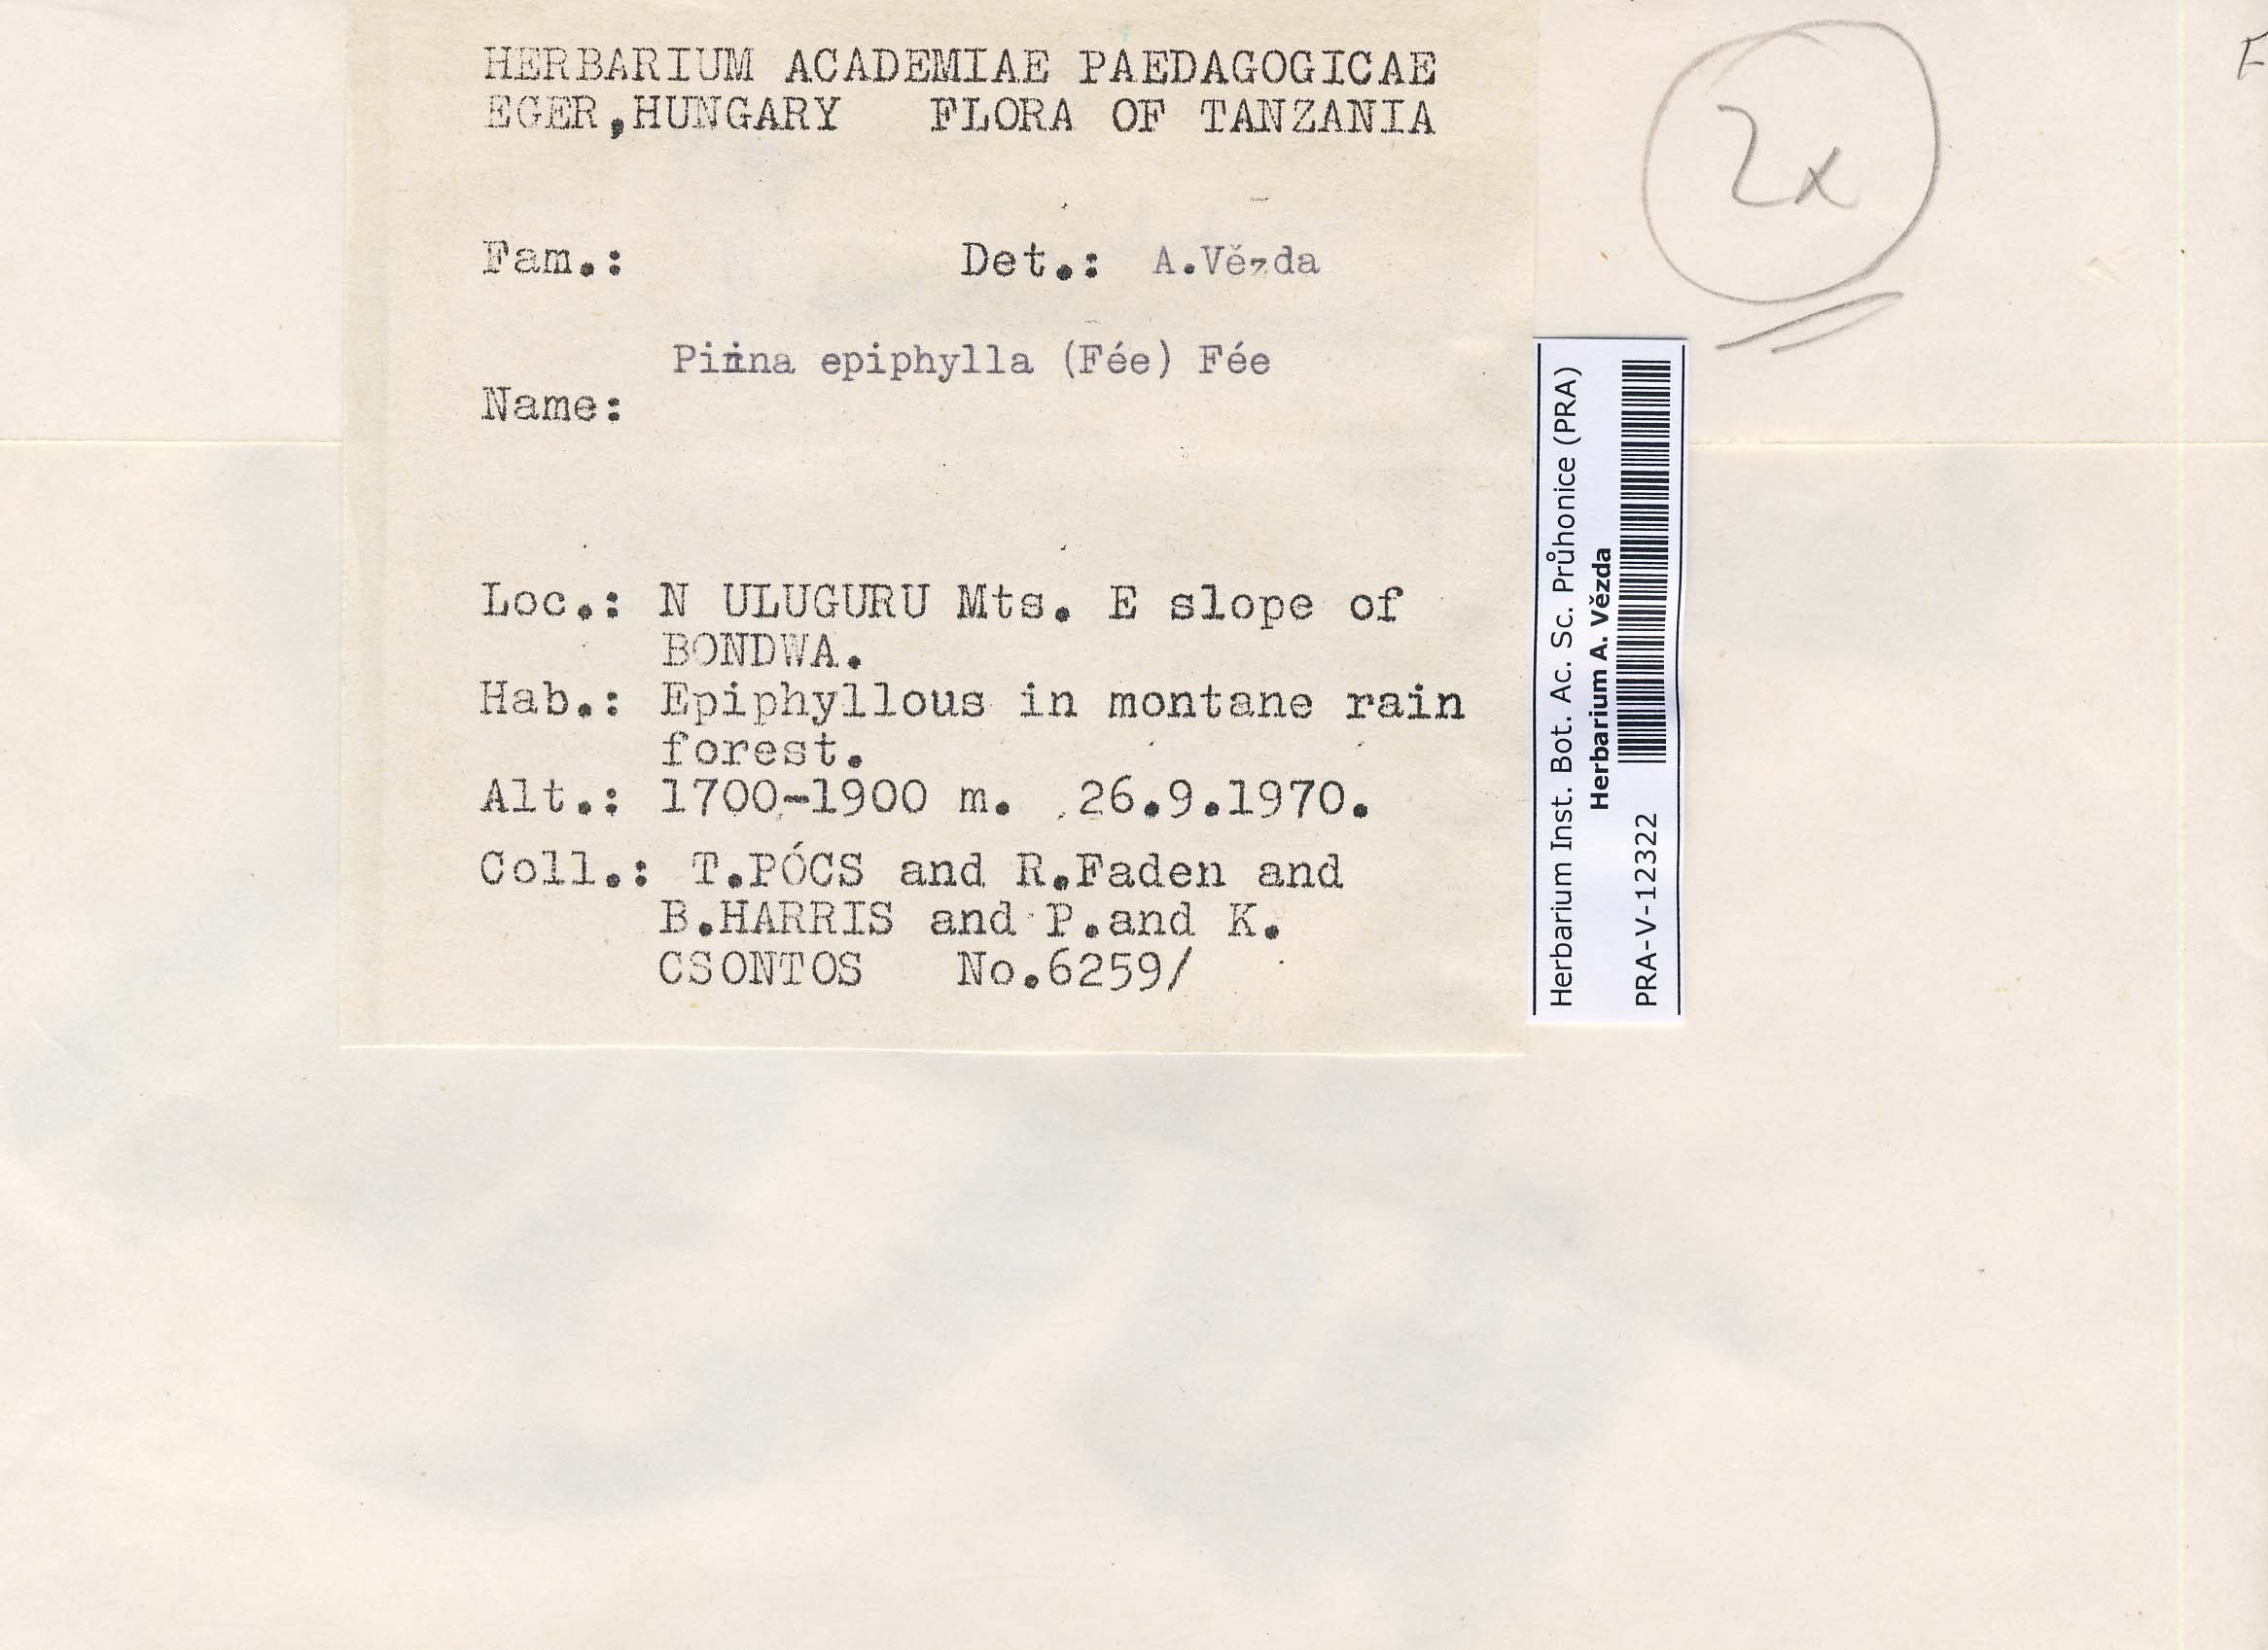 HERBARIUM ACADEMIAE PAEDAGOGICAE
EGER,HUNGARY FLORA OF TANZANIA
Fam.: Det.: A.Vězda
Name: epiphylla (Fée) Fée
Loc.: N ULUGURU Mts. E slope of
BONDWA.
Hab.: Epiphyllous in montane rain
forest.
Alt.: 1700-1900 m. 26.9.1970.
Coll.: T.PÓCS and R.Faden and
B.HARRIS and P.and K.
CSONTOS No.6259/
2x
Herbarium Inst. Bot. Ac. Sc. Průhonice (PRA)
Herbarium A. Vězda
PRA-V-12322